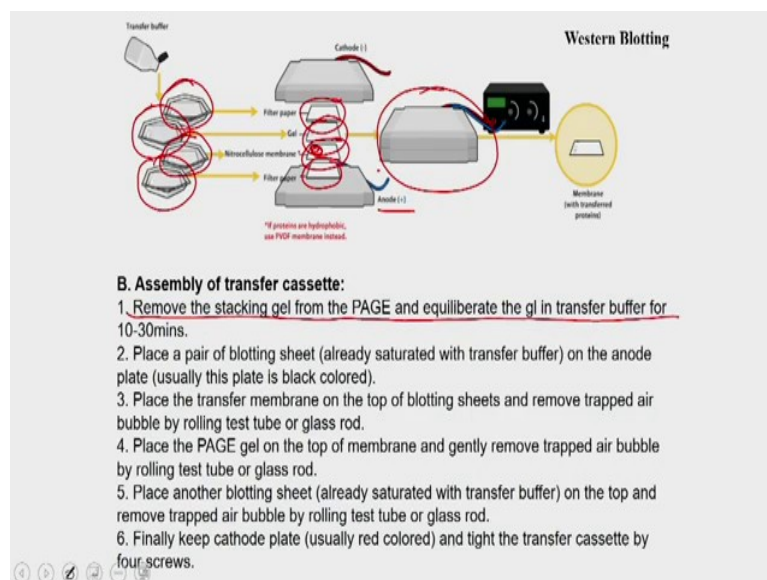 Transfer buffer
Western Blotting
Cathode (-)
Filter paper
Gel
Nitrocellulose membrane *
Filter paper
Anode (+)
Membrane
(with transferred
proteins)
*If proteins are hydrophobic,
use PVDF membrane instead.
B. Assembly of transfer cassette:
1. Remove the stacking gel from the PAGE and equiliberate the gl in transfer buffer for
10-30mins.
2. Place a pair of blotting sheet (already saturated with transfer buffer) on the anode
plate (usually this plate is black colored).
3. Place the transfer membrane on the top of blotting sheets and remove trapped air
bubble by rolling test tube or glass rod.
4. Place the PAGE gel on the top of membrane and gently remove trapped air bubble
by rolling test tube or glass rod.
5. Place another blotting sheet (already saturated with transfer buffer) on the top and
remove trapped air bubble by rolling test tube or glass rod.
6. Finally keep cathode plate (usually red colored) and tight the transfer cassette by
four screws.